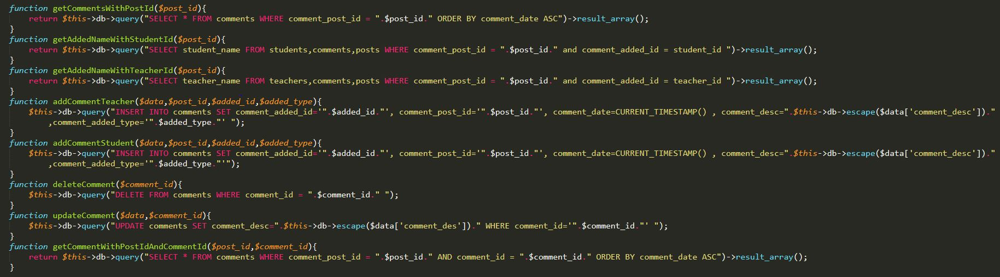 function getCommentsWithPostId($post_id){
return $this->db->query("SELECT * FROM comments WHERE comment_post_id = ".$post_id." ORDER BY comment_date ASC")->result_array();
}
function getAddedNameWithStudentId($post_id){
return $this->db->query("SELECT student_name FROM students,comments,posts WHERE comment_post_id = ".$post_id." and comment_added_id = student_id ")->result_array();
}
function getAddedNameWithTeacherId($post_id){
return $this->db->query("SELECT teacher_name FROM teachers,comments,posts WHERE comment_post_id = ".$post_id." and comment_added_id = teacher_id ")->result_array();
}
function addCommentTeacher($data,$post_id,$added_id,$added_type){
$this->db->query("INSERT INTO comments SET comment_added_id='".$added_id."', comment_post_id='".$post_id."', comment_date=CURRENT_TIMESTAMP() , comment_desc=".$this->db->escape($data['comment_desc'])."
,comment_added_type='".$added_type."' ");
}
function addCommentStudent($data,$post_id,$added_id,$added_type){
$this->db->query("INSERT INTO comments SET comment_added_id='".$added_id."', comment_post_id='".$post_id."', comment_date=CURRENT_TIMESTAMP() , comment_desc=".$this->db->escape($data['comment_desc'])."
,comment_added_type='".$added_type."'");
}
function deleteComment($comment_id){
$this->db->query("DELETE FROM comments WHERE comment_id = ".$comment_id." ");
}
function updateComment($data,$comment_id){
$this->db->query("UPDATE comments SET comment_desc=".$this->db->escape($data['comment_des'])." WHERE comment_id='".$comment_id."' ");
}
function getCommentWithPostIdAndCommentId($post_id,$comment_id){
return $this->db->query("SELECT * FROM comments WHERE comment_post_id = ".$post_id." AND comment_id = ".$comment_id." ORDER BY comment_date ASC")->result_array();
}